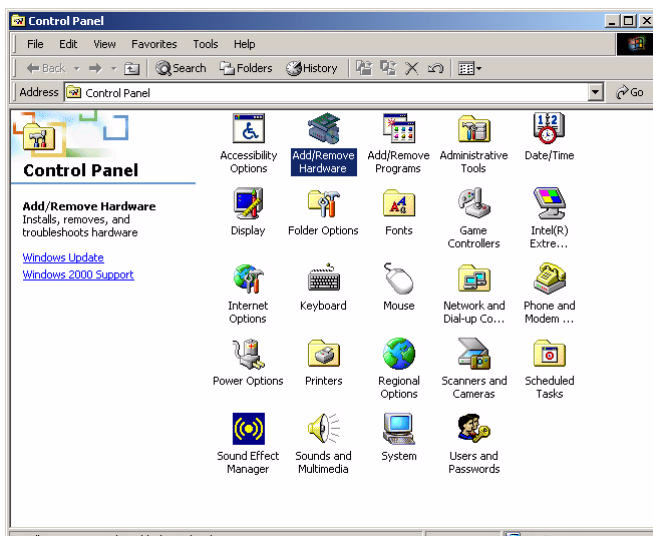 Control Panel
File Edit View Favorites Tools Help
Back Search Folders History
Address Control Panel Go
Control Panel
Add/Remove Hardware
Installs, removes, and
troubleshoots hardware
Windows Update
Windows 2000 Support
Accessibility Options
Add/Remove Hardware
Add/Remove Programs
Administrative Tools
Date/Time
Display
Folder Options
Fonts
Game Controllers
Intel(R) Extre...
Internet Options
Keyboard
Mouse
Network and Dial-up Co...
Phone and Modem ...
Power Options
Printers
Regional Options
Scanners and Cameras
Scheduled Tasks
Sound Effect Manager
Sounds and Multimedia
System
Users and Passwords